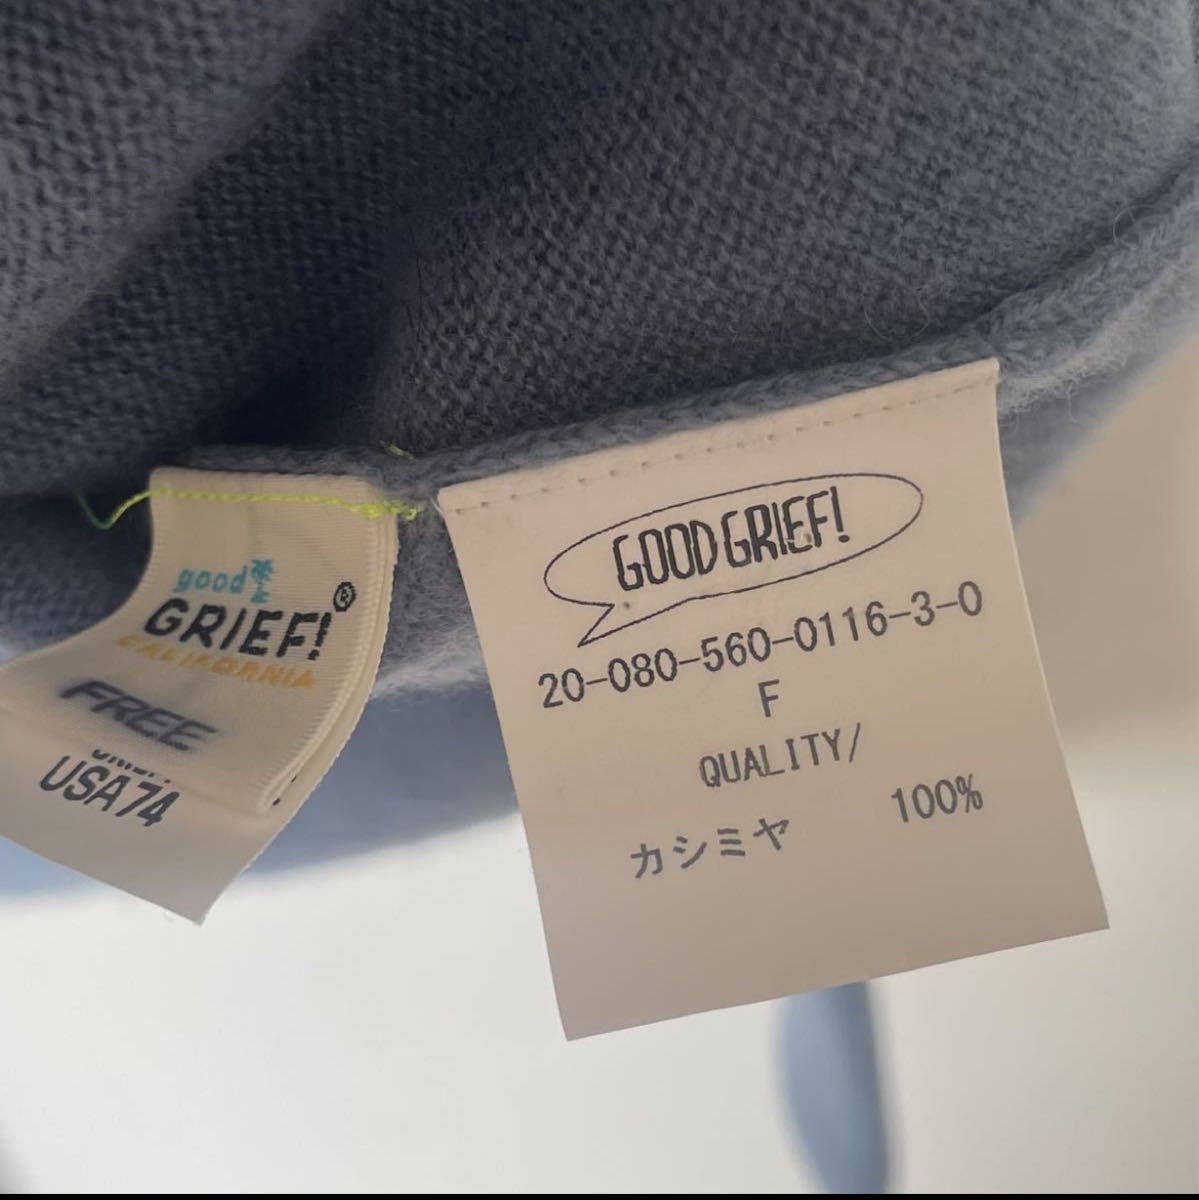 good
GRIEF!®
CALIFORNIA
FREE
USA74
GOOD GRIEF!
20-080-560-0116-3-0
F
QUALITY/
カシミヤ 100%